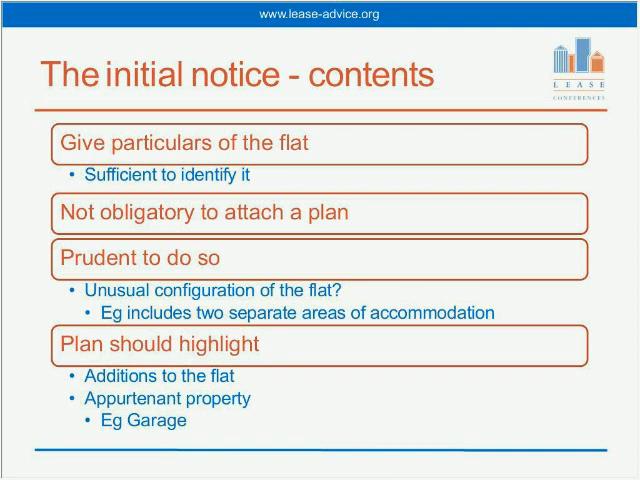 www.lease-advice.org
The initial notice - contents
L E A S E
CONFERENCES
Give particulars of the flat
• Sufficient to identify it
Not obligatory to attach a plan
Prudent to do so
• Unusual configuration of the flat?
• Eg includes two separate areas of accommodation
Plan should highlight
• Additions to the flat
• Appurtenant property
• Eg Garage